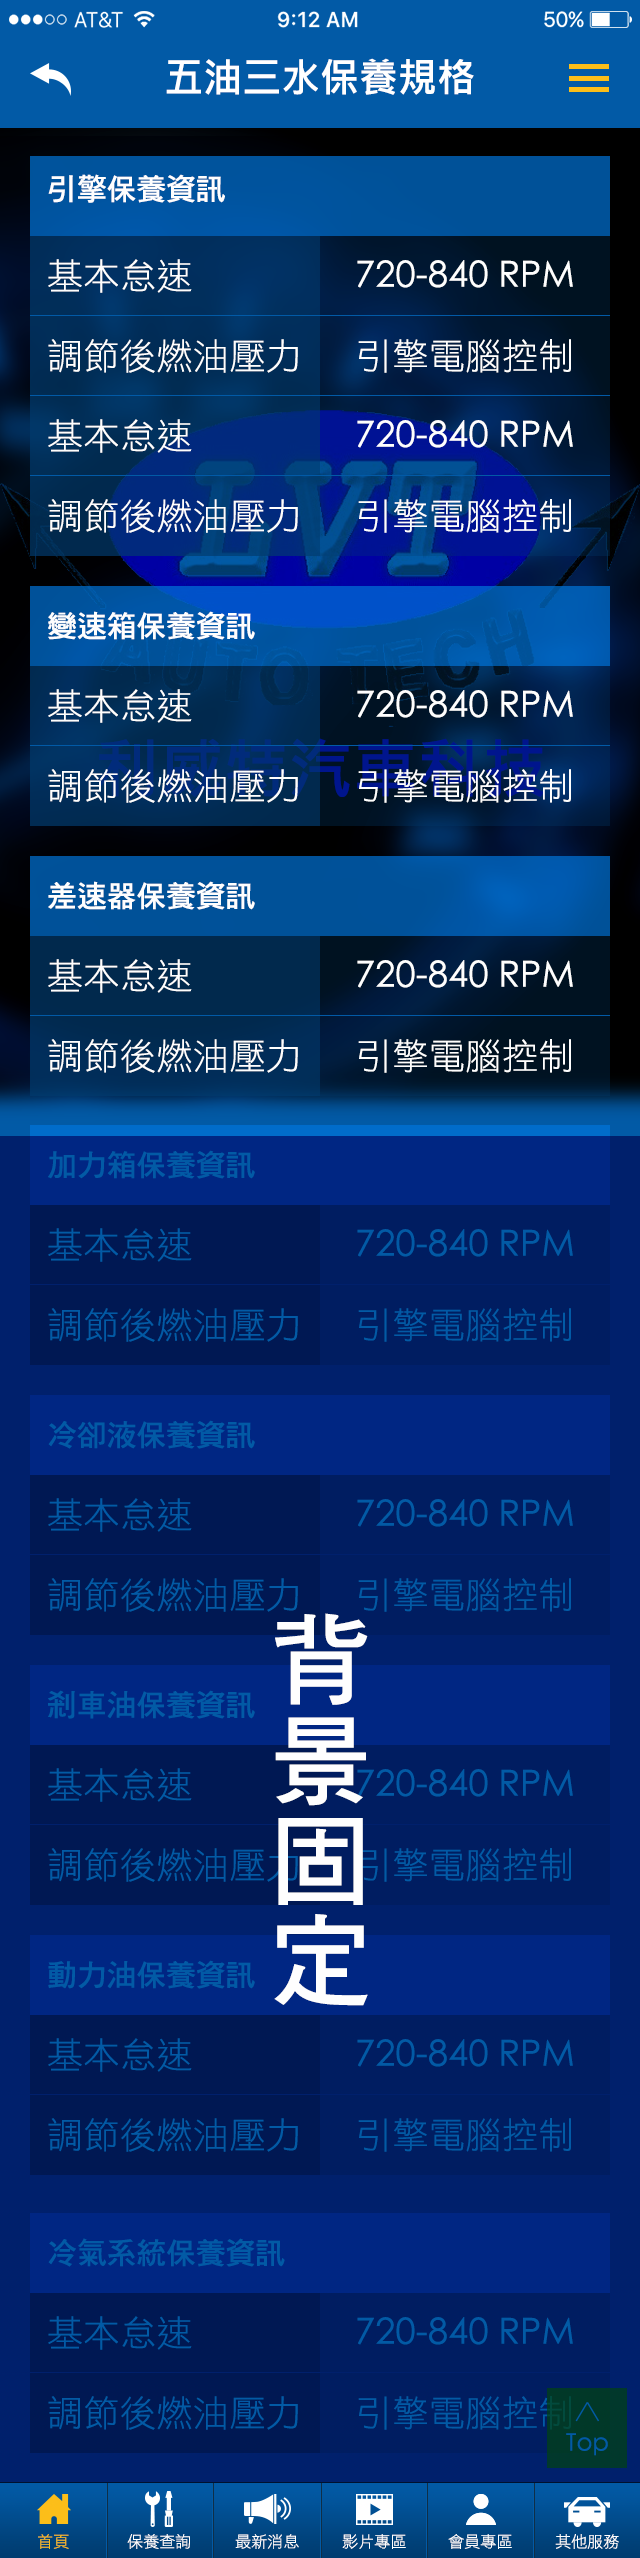 AT&T 9:12 AM 50%
五油三水保養規格
引擎保養資訊
基本怠速 720-840 RPM
調節後燃油壓力 引擎電腦控制
基本怠速 720-840 RPM
調節後燃油壓力 引擎電腦控制
LVT
變速箱保養資訊
AUTO TECH
基本怠速 720-840 RPM
利威特汽車科技
調節後燃油壓力 引擎電腦控制
差速器保養資訊
基本怠速 720-840 RPM
調節後燃油壓力 引擎電腦控制
加力箱保養資訊
基本怠速 720-840 RPM
調節後燃油壓力 引擎電腦控制
冷卻液保養資訊
基本怠速 720-840 RPM
調節後燃油壓力 引擎電腦控制
剎車油保養資訊
基本怠速 720-840 RPM
調節後燃油壓力 引擎電腦控制
背景固定
動力油保養資訊
基本怠速 720-840 RPM
調節後燃油壓力 引擎電腦控制
冷氣系統保養資訊
基本怠速 720-840 RPM
調節後燃油壓力 引擎電腦控制
Top
首頁 保養查詢 最新消息 影片專區 會員專區 其他服務